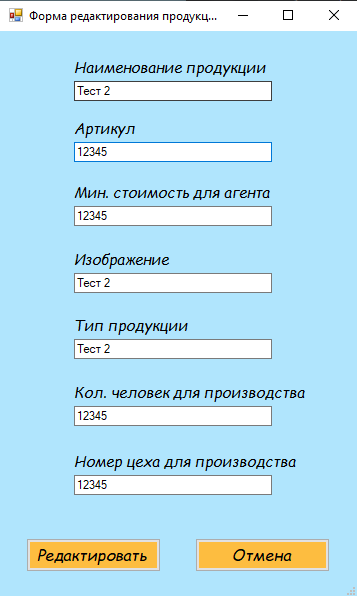 Форма редактирования продукц...
Наименование продукции
Тест 2
Артикул
12345
Мин. стоимость для агента
12345
Изображение
Тест 2
Тип продукции
Тест 2
Кол. человек для производства
12345
Номер цеха для производства
12345
Редактировать Отмена